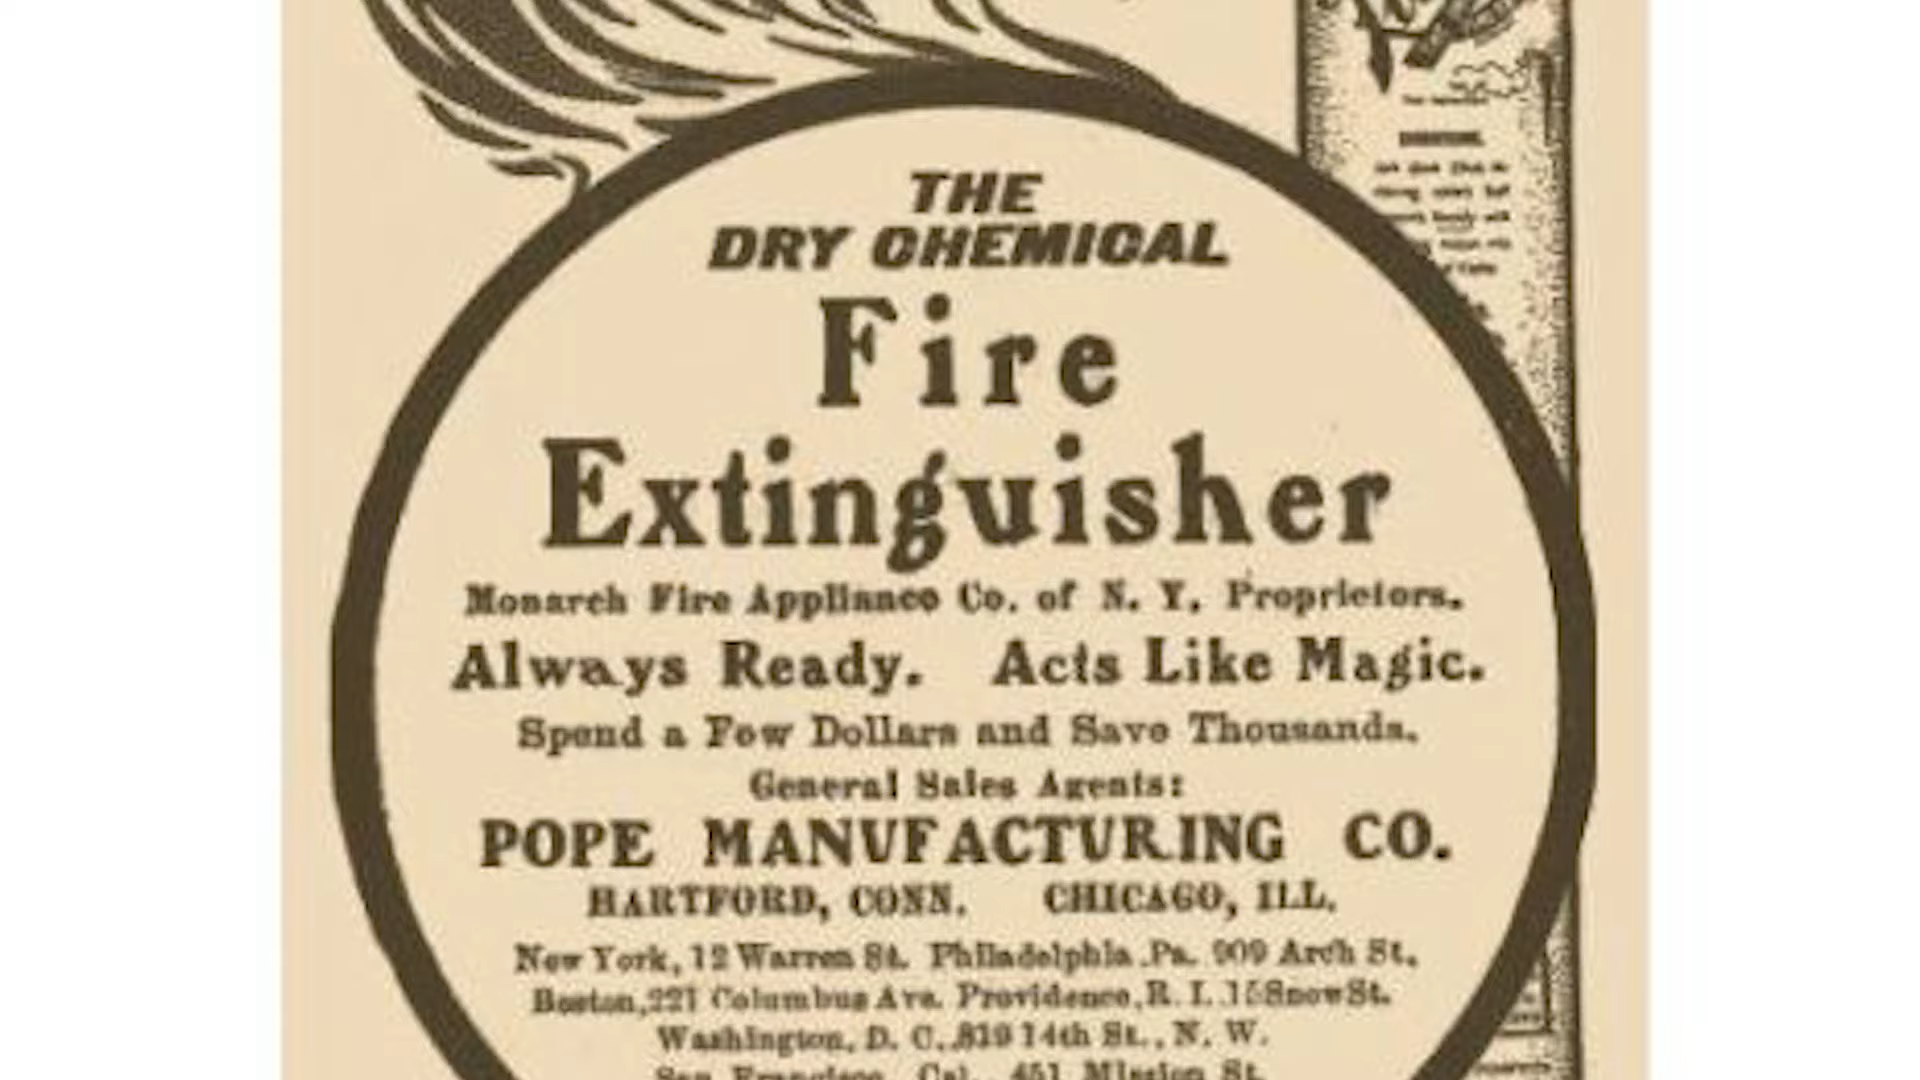 THE
DRY CHEMICAL
Fire
Extinguisher
Monarch Fire Appliance Co. of N. Y. Proprietors.
Always Ready. Acts Like Magic.
Spend a Few Dollars and Save Thousands.
General Sales Agents:
POPE MANUFACTURING CO.
HARTFORD, CONN. CHICAGO, ILL.
New York, 12 Warren St. Philadelphia, Pa. 909 Arch St.
Boston, 221 Columbus Ave. Providence, R. I. 15 Snow St.
Washington, D. C., 819 14th St., N. W.
San Francisco, Cal., 451 Mission St.